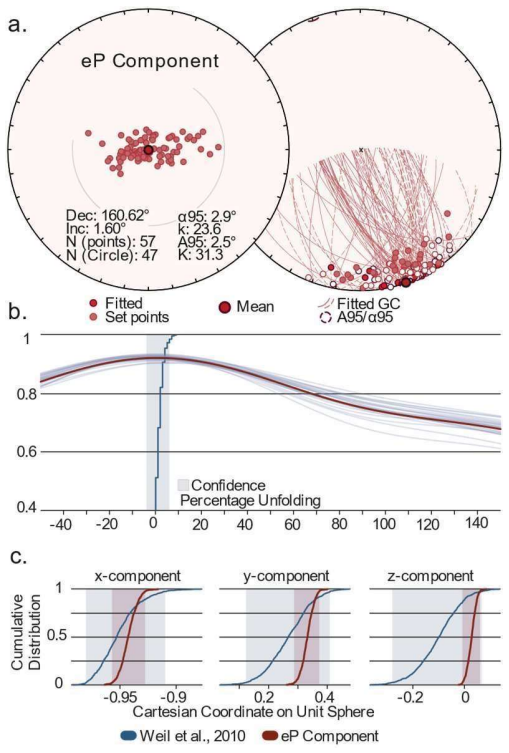 a.
eP Component
x
Dec: 160.62° α95: 2.9°
Inc: 1.60° k: 23.6
N (points): 57 A95: 2.5°
N (Circle): 47 K: 31.3
Fitted Mean Fitted GC
Set points A95/α95
b.
1
0.8
0.6
Confidence
Percentage Unfolding
0.4
-40 -20 0 20 40 60 80 100 120 140
c.
x-component y-component z-component
Cumulative
Distribution
1
0.5
0
-0.95 -0.9 0.2 0.4 -0.2 0
Cartesian Coordinate on Unit Sphere
Weil et al., 2010 eP Component